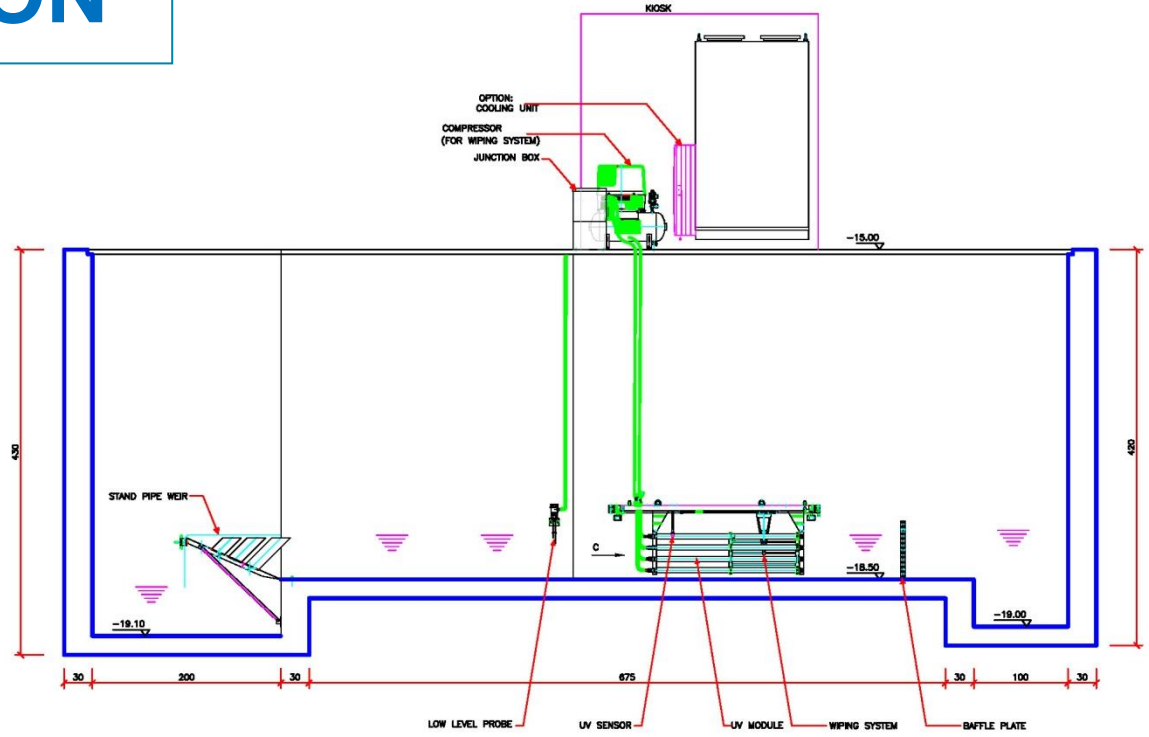 ON
KIOSK
OPTION:
COOLING UNIT
COMPRESSOR
(FOR WIPING SYSTEM)
JUNCTION BOX
-15.00
430
420
STAND PIPE WEIR
C
-18.50
-19.10
-19.00
30
200
30
675
30
100
30
LOW LEVEL PROBE
UV SENSOR
UV MODULE
WIPING SYSTEM
BAFFLE PLATE